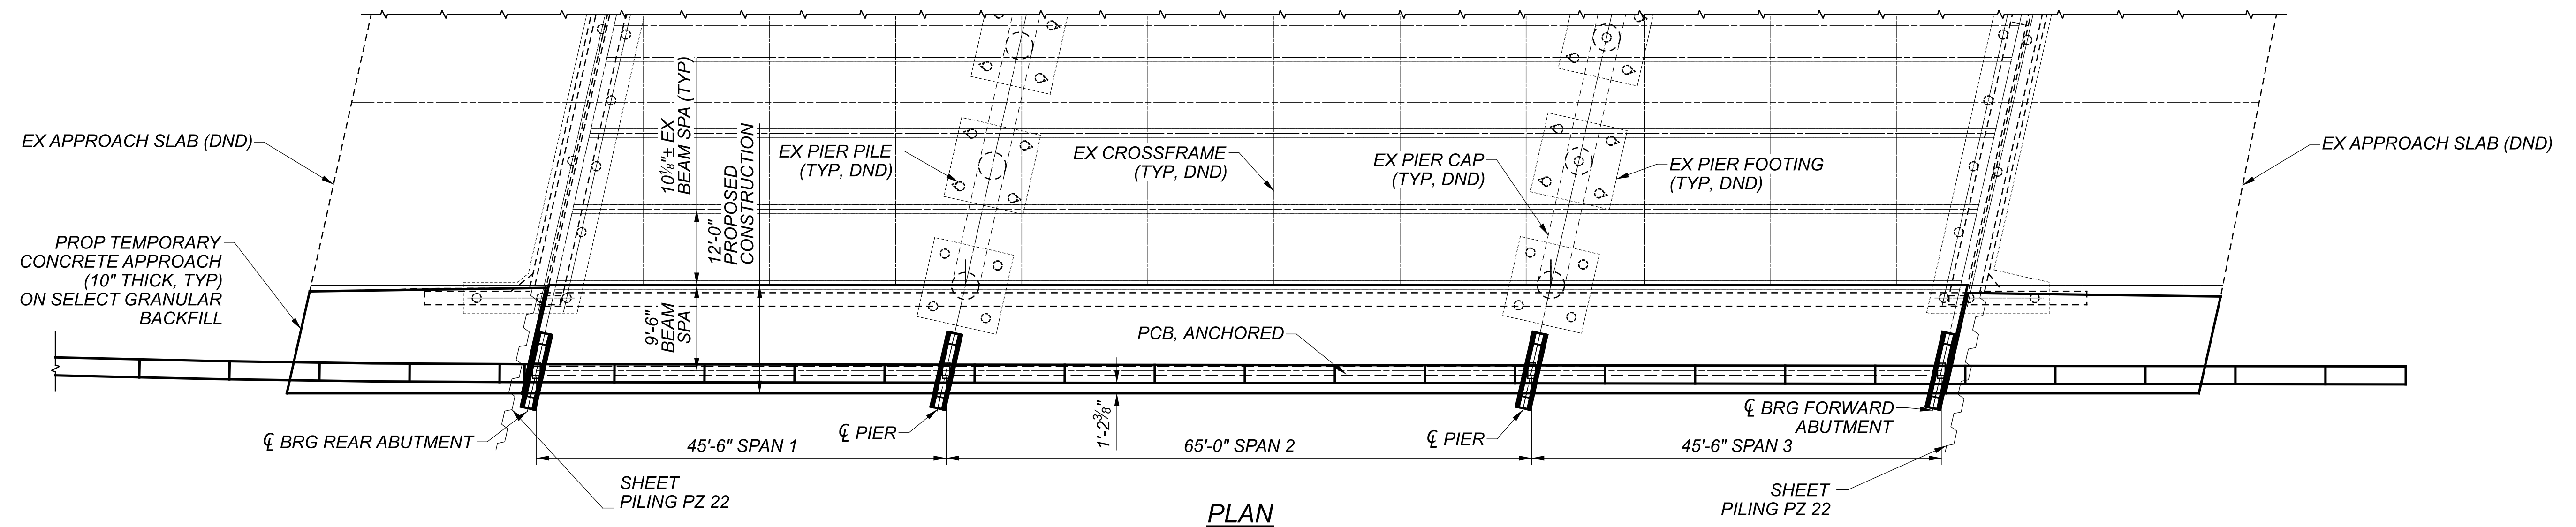 EX APPROACH SLAB (DND)
PROP TEMPORARY
CONCRETE APPROACH
(10" THICK, TYP)
ON SELECT GRANULAR
BACKFILL
10⅛"± EX
BEAM SPA (TYP)
12'-0"
PROPOSED
CONSTRUCTION
9'-6"
BEAM
SPA
EX PIER PILE
(TYP, DND)
EX CROSSFRAME
(TYP, DND)
EX PIER CAP
(TYP, DND)
EX PIER FOOTING
(TYP, DND)
EX APPROACH SLAB (DND)
PCB, ANCHORED
1'-2⅜"
℄ BRG REAR ABUTMENT
℄ PIER
℄ PIER
℄ BRG FORWARD
ABUTMENT
45'-6" SPAN 1
65'-0" SPAN 2
45'-6" SPAN 3
SHEET
PILING PZ 22
SHEET
PILING PZ 22
PLAN